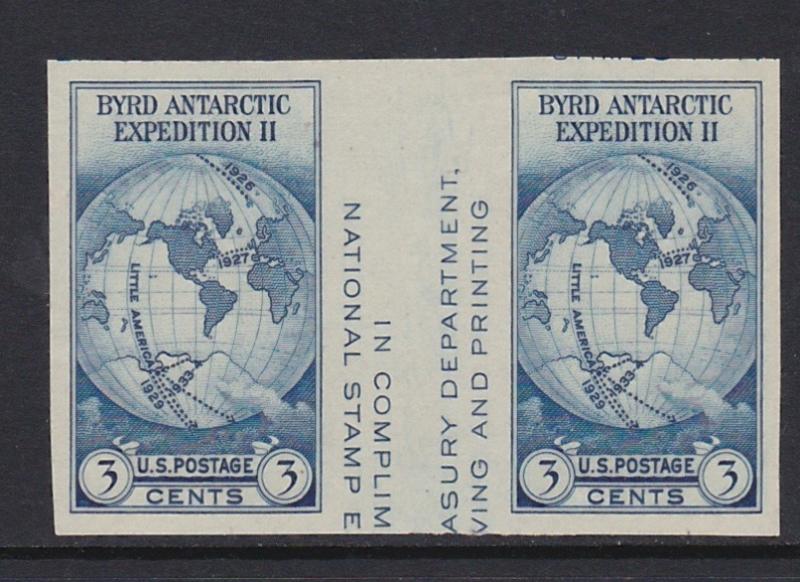 BYRD ANTARCTIC
EXPEDITION II
1926
1927
LITTLE AMERICA
1929
1933
3 U.S.POSTAGE 3
CENTS
NATIONAL STAMP E
IN COMPLIM
ASURY DEPARTMENT,
VING AND PRINTING
BYRD ANTARCTIC
EXPEDITION II
1926
1927
LITTLE AMERICA
1929
1933
3 U.S.POSTAGE 3
CENTS